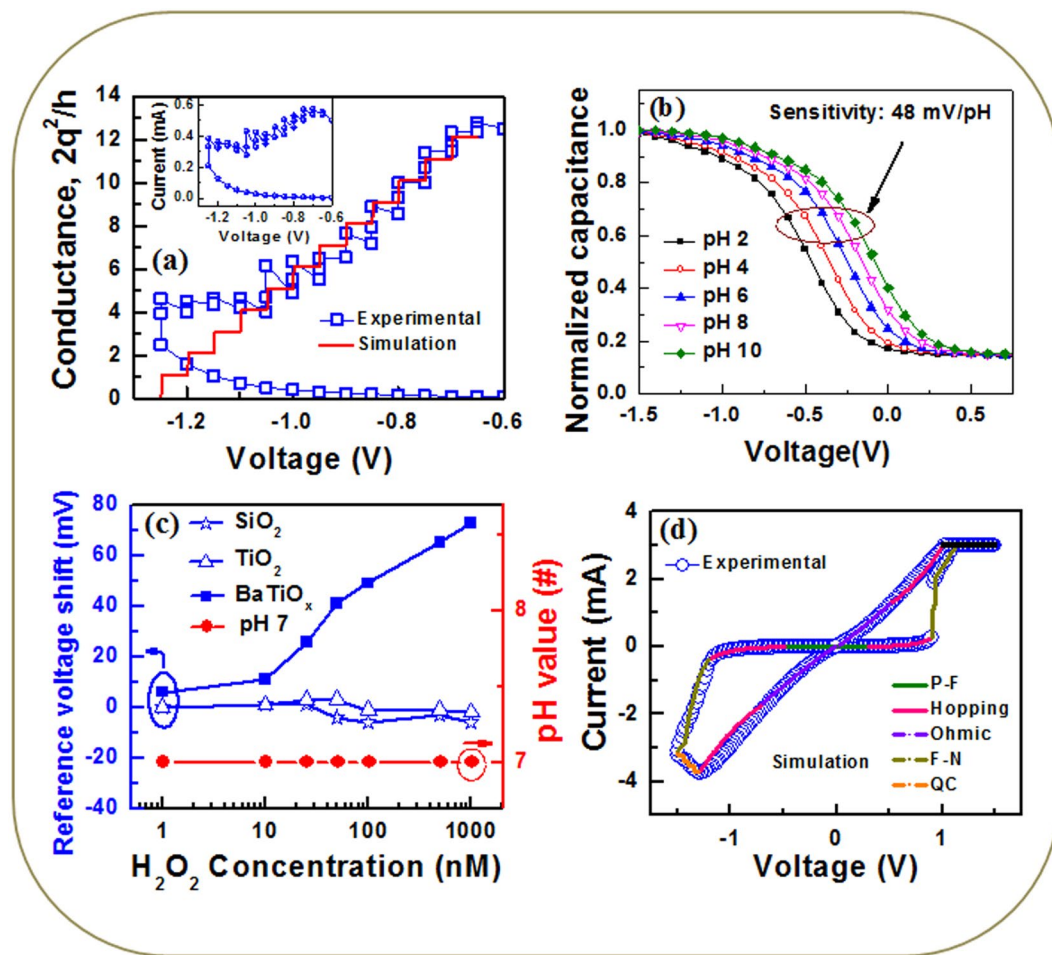 (a)
Conductance, 2q²/h
14
12
10
8
6
4
2
0
-1.2 -1.0 -0.8 -0.6
Voltage (V)
Experimental
Simulation
Current (mA)
0.6
0.4
0.2
0.0
-1.2 -1.0 -0.8 -0.6
Voltage (V)
(b)
Sensitivity: 48 mV/pH
Normalized capacitance
1.0
0.8
0.6
0.4
0.2
0.0
pH 2
pH 4
pH 6
pH 8
pH 10
-1.5 -1.0 -0.5 0.0 0.5
Voltage(V)
(c)
Reference voltage shift (mV)
80
60
40
20
0
-20
-40
SiO₂
TiO₂
BaTiOₓ
pH 7
8
7
pH value (#)
1 10 100 1000
H₂O₂ Concentration (nM)
(d)
Current (mA)
4
2
0
-2
-4
Experimental
P-F
Hopping
Ohmic
F-N
QC
Simulation
-1 0 1
Voltage (V)